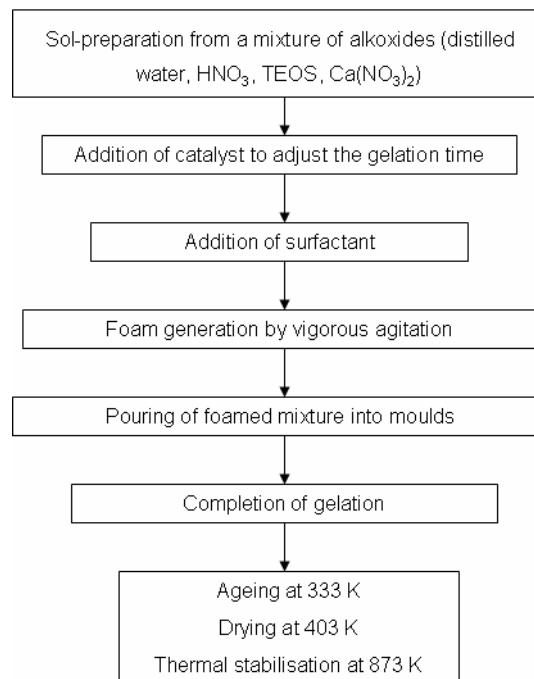 Sol-preparation from a mixture of alkoxides (distilled
water, HNO₃, TEOS, Ca(NO₃)₂)
Addition of catalyst to adjust the gelation time
Addition of surfactant
Foam generation by vigorous agitation
Pouring of foamed mixture into moulds
Completion of gelation
Ageing at 333 K
Drying at 403 K
Thermal stabilisation at 873 K